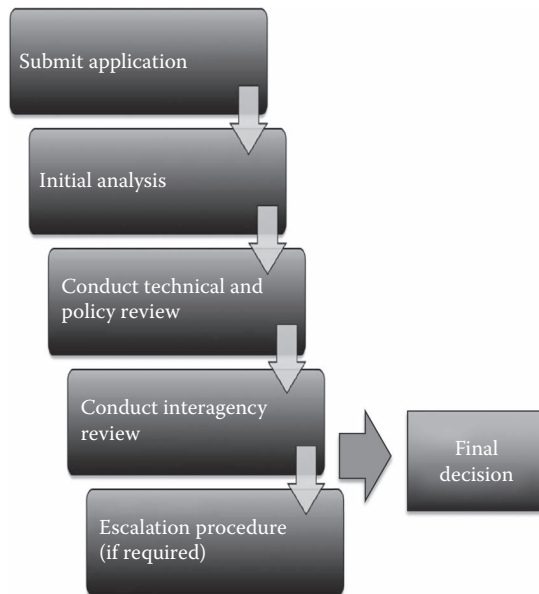 Submit application
Initial analysis
Conduct technical and
policy review
Conduct interagency
review
Final
decision
Escalation procedure
(if required)